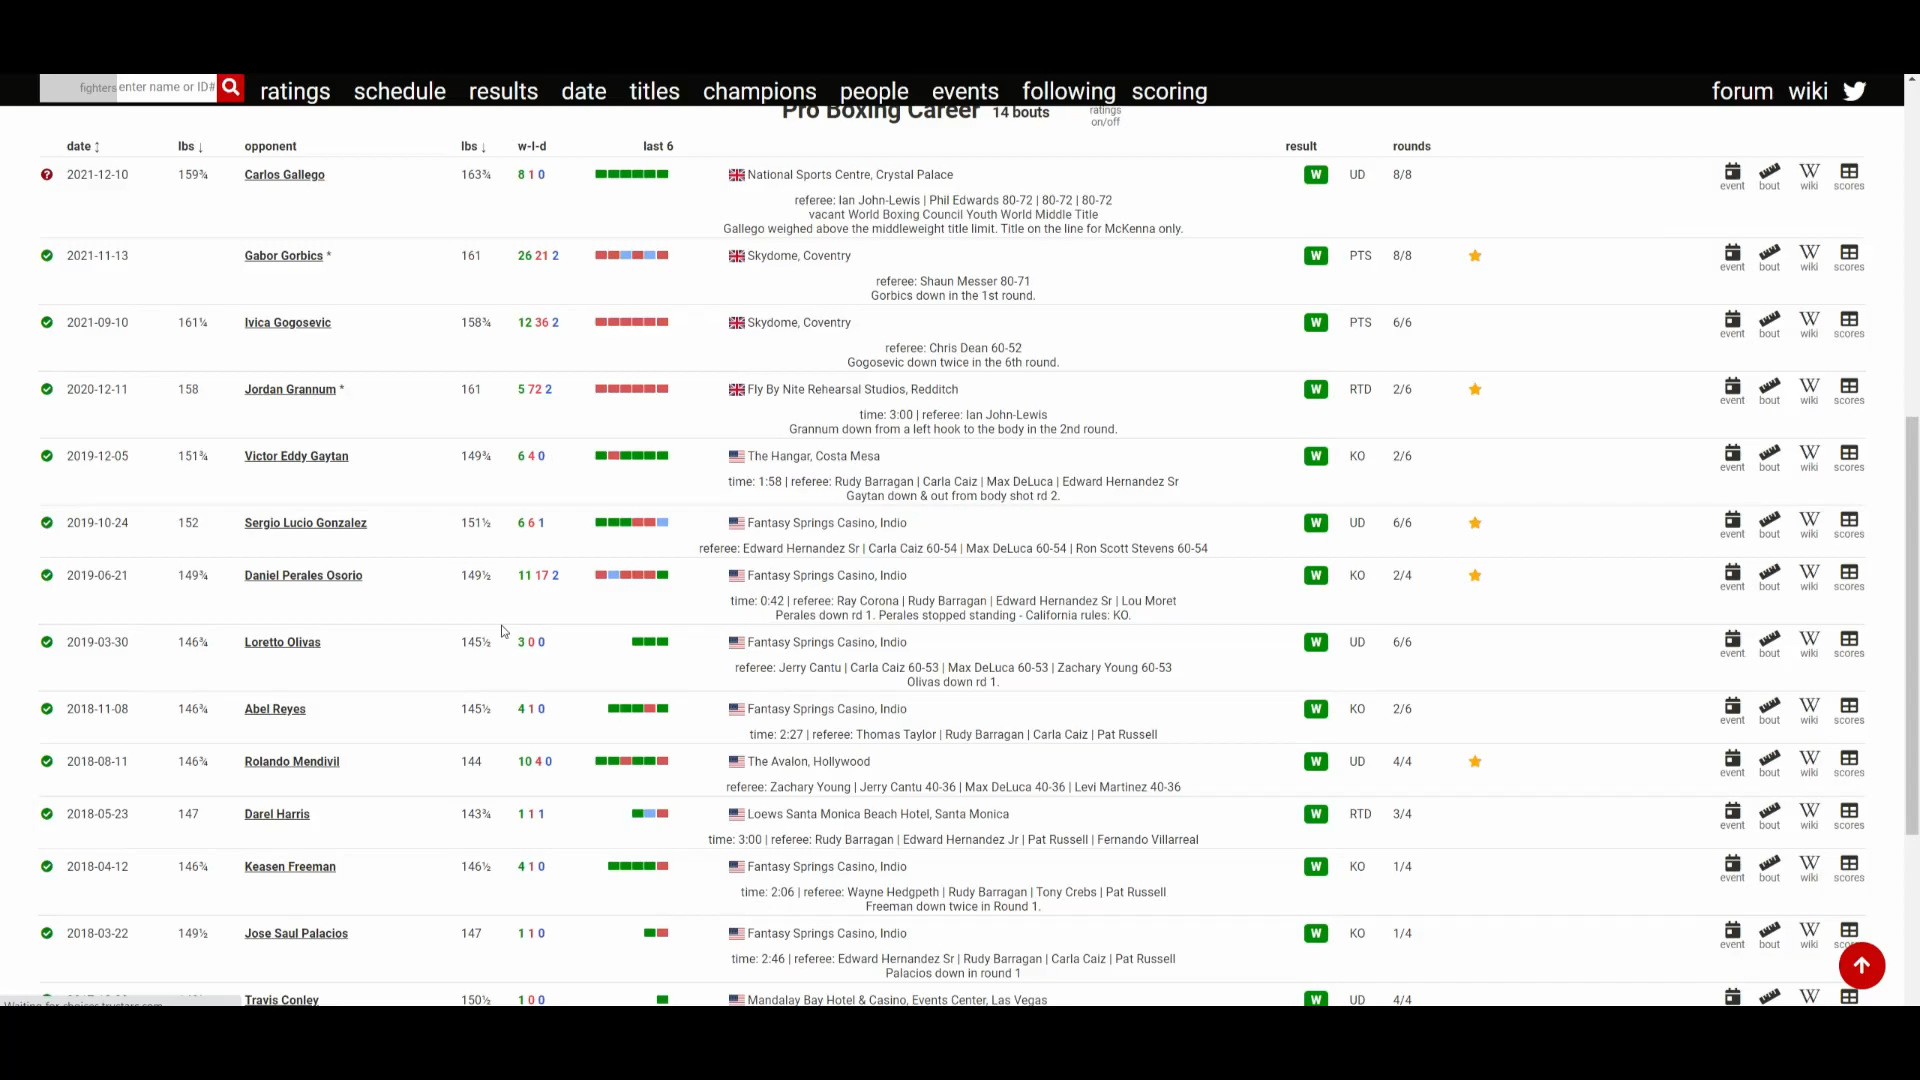 fighters enter name or ID# ratings schedule results date titles champions people events following scoring forum wiki
Pro Boxing Career 14 bouts ratings on/off
date lbs opponent lbs w-l-d last 6 result rounds
2021-12-10 159¾ Carlos Gallego 163¾ 8 1 0 National Sports Centre, Crystal Palace W UD 8/8 event bout wiki scores
referee: Ian John-Lewis | Phil Edwards 80-72 | 80-72 | 80-72
vacant World Boxing Council Youth World Middle Title
Gallego weighed above the middleweight title limit. Title on the line for McKenna only.
2021-11-13 Gabor Gorbics * 161 26 21 2 Skydome, Coventry W PTS 8/8 event bout wiki scores
referee: Shaun Messer 80-71
Gorbics down in the 1st round.
2021-09-10 161¼ Ivica Gogosevic 158¾ 12 36 2 Skydome, Coventry W PTS 6/6 event bout wiki scores
referee: Chris Dean 60-52
Gogosevic down twice in the 6th round.
2020-12-11 158 Jordan Grannum * 161 5 72 2 Fly By Nite Rehearsal Studios, Redditch W RTD 2/6 event bout wiki scores
time: 3:00 | referee: Ian John-Lewis
Grannum down from a left hook to the body in the 2nd round.
2019-12-05 151¾ Victor Eddy Gaytan 149¾ 6 4 0 The Hangar, Costa Mesa W KO 2/6 event bout wiki scores
time: 1:58 | referee: Rudy Barragan | Carla Caiz | Max DeLuca | Edward Hernandez Sr
Gaytan down & out from body shot rd 2.
2019-10-24 152 Sergio Lucio Gonzalez 151½ 6 6 1 Fantasy Springs Casino, Indio W UD 6/6 event bout wiki scores
referee: Edward Hernandez Sr | Carla Caiz 60-54 | Max DeLuca 60-54 | Ron Scott Stevens 60-54
2019-06-21 149¾ Daniel Perales Osorio 149½ 11 17 2 Fantasy Springs Casino, Indio W KO 2/4 event bout wiki scores
time: 0:42 | referee: Ray Corona | Rudy Barragan | Edward Hernandez Sr | Lou Moret
Perales down rd 1. Perales stopped standing - California rules: KO.
2019-03-30 146¾ Loretto Olivas 145½ 3 0 0 Fantasy Springs Casino, Indio W UD 6/6 event bout wiki scores
referee: Jerry Cantu | Carla Caiz 60-53 | Max DeLuca 60-53 | Zachary Young 60-53
Olivas down rd 1.
2018-11-08 146¾ Abel Reyes 145½ 4 1 0 Fantasy Springs Casino, Indio W KO 2/6 event bout wiki scores
time: 2:27 | referee: Thomas Taylor | Rudy Barragan | Carla Caiz | Pat Russell
2018-08-11 146¾ Rolando Mendivil 144 10 4 0 The Avalon, Hollywood W UD 4/4 event bout wiki scores
referee: Zachary Young | Jerry Cantu 40-36 | Max DeLuca 40-36 | Levi Martinez 40-36
2018-05-23 147 Darel Harris 143¾ 1 1 1 Loews Santa Monica Beach Hotel, Santa Monica W RTD 3/4 event bout wiki scores
time: 3:00 | referee: Rudy Barragan | Edward Hernandez Jr | Pat Russell | Fernando Villarreal
2018-04-12 146¾ Keasen Freeman 146½ 4 1 0 Fantasy Springs Casino, Indio W KO 1/4 event bout wiki scores
time: 2:06 | referee: Wayne Hedgpeth | Rudy Barragan | Tony Crebs | Pat Russell
Freeman down twice in Round 1.
2018-03-22 149½ Jose Saul Palacios 147 1 1 0 Fantasy Springs Casino, Indio W KO 1/4 event bout wiki
time: 2:46 | referee: Edward Hernandez Sr | Rudy Barragan | Carla Caiz | Pat Russell
Palacios down in round 1
Travis Conley 150½ 1 0 0 Mandalay Bay Hotel & Casino, Events Center, Las Vegas W UD 4/4